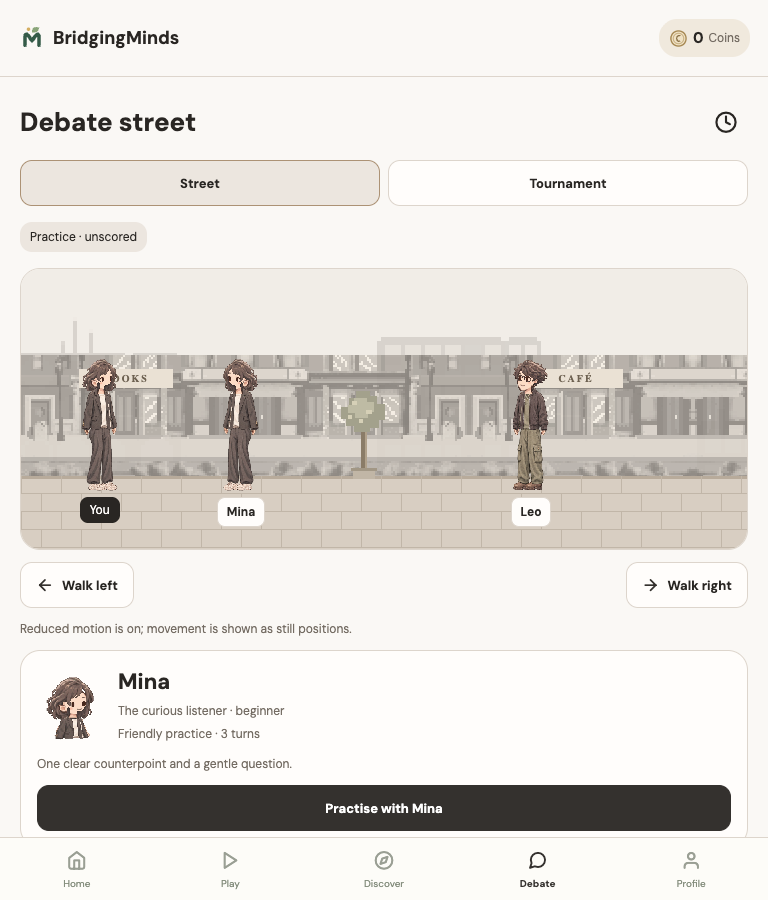 BridgingMinds
0 Coins
Debate street
Street
Tournament
Practice · unscored
OOKS
CAFÉ
You
Mina
Leo
Walk left
Walk right
Reduced motion is on; movement is shown as still positions.
Mina
The curious listener · beginner
Friendly practice · 3 turns
One clear counterpoint and a gentle question.
Practise with Mina
Home
Play
Discover
Debate
Profile